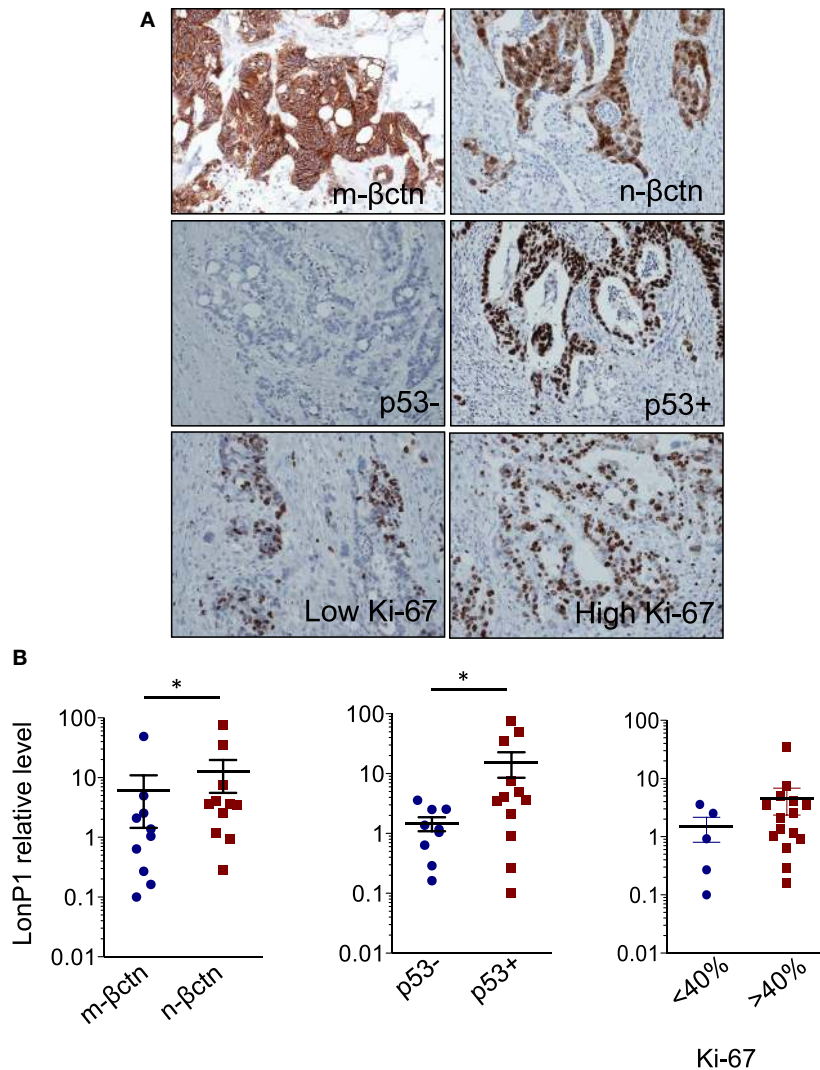 A
m-βctn
n-βctn
p53-
p53+
Low Ki-67
High Ki-67
B
*
*
LonP1 relative level
100
10
1
0.1
0.01
m-βctn
n-βctn
100
10
1
0.1
0.01
p53-
p53+
100
10
1
0.1
0.01
<40%
>40%
Ki-67